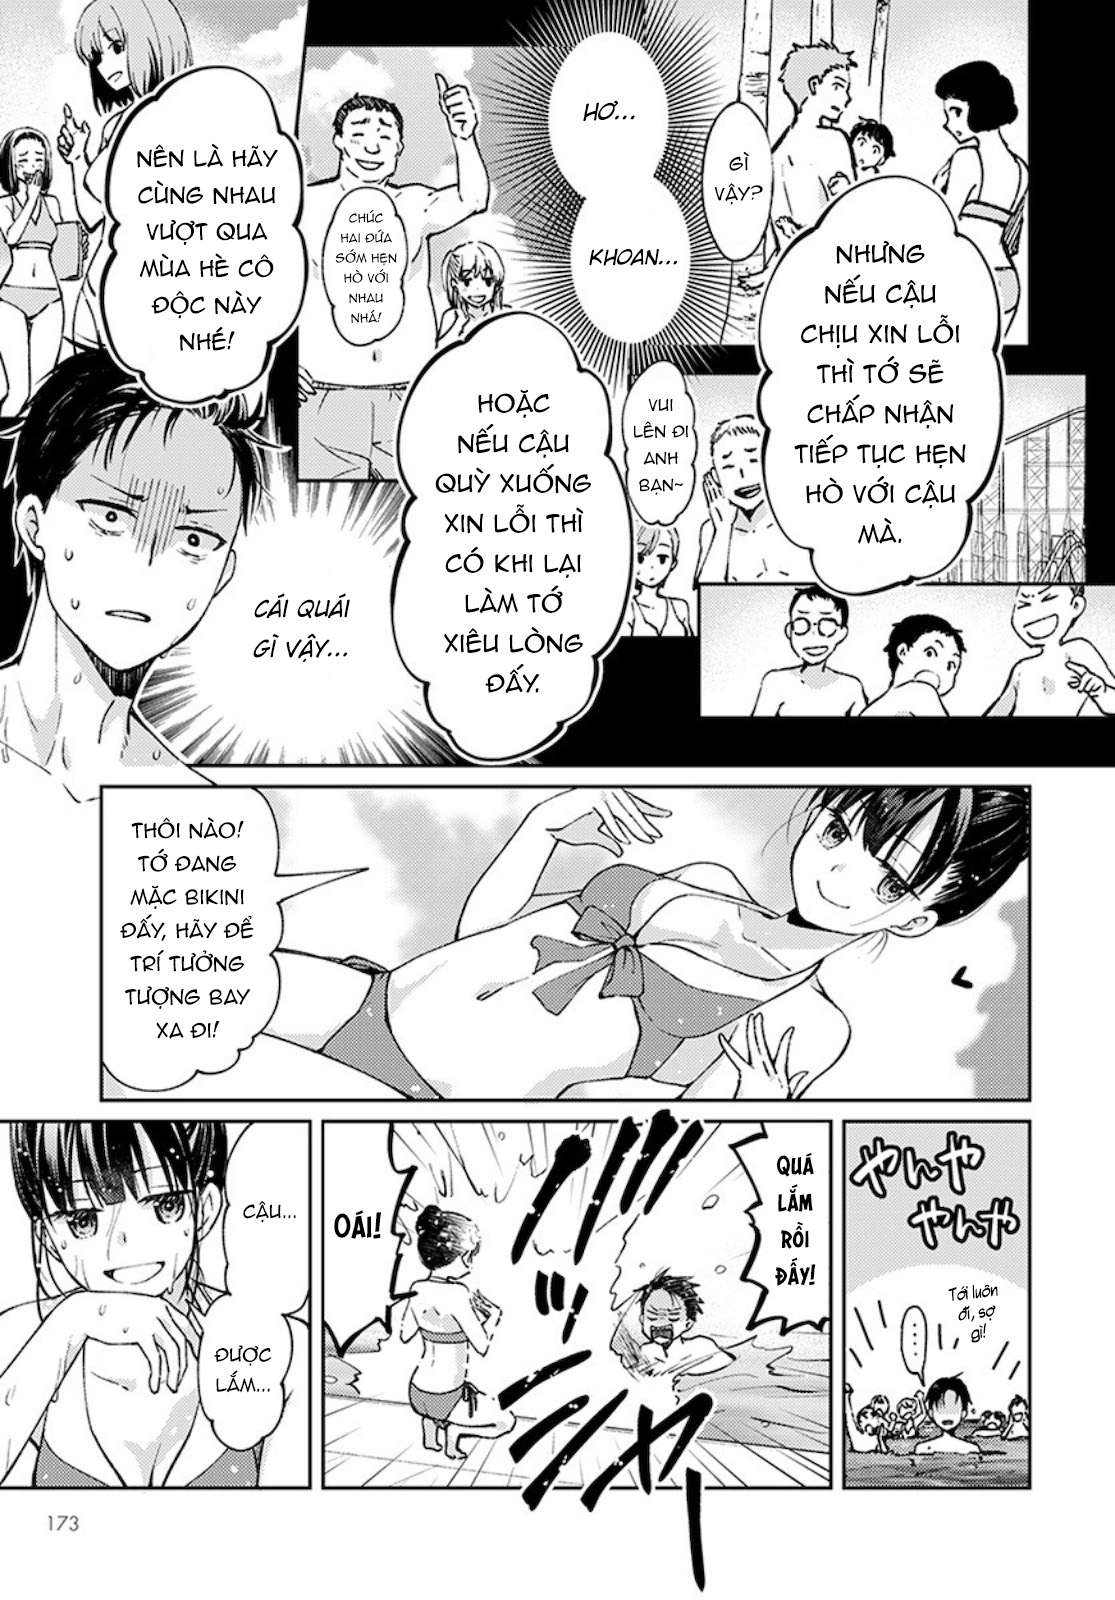 GÌ
VẬY?
NHƯNG
NẾU CẬU
CHỊU XIN LỖI
THÌ TỚ SẼ
CHẤP NHẬN
TIẾP TỤC HẸN
HÒ VỚI CẬU
MÀ.
HƠ...
KHOAN...
VUI
LÊN ĐI
ANH
BẠN~
HOẶC
NẾU CẬU
QUỲ XUỐNG
XIN LỖI THÌ
CÓ KHI LẠI
LÀM TỚ
XIÊU LÒNG
ĐẤY.
CHÚC
HAI ĐỨA
SỚM HẸN
HÒ VỚI
NHAU
NHÁ!
NÊN LÀ HÃY
CÙNG NHAU
VƯỢT QUA
MÙA HÈ CÔ
ĐỘC NÀY
NHÉ!
CÁI QUÁI
GÌ VẬY...
THÔI NÀO!
TỚ ĐANG
MẶC BIKINI
ĐẤY, HÃY ĐỂ
TRÍ TƯỞNG
TƯỢNG BAY
XA ĐI!
やんや
やんや
Tới luôn
đi, sợ
gì!
......
QUÁ
LẮM
RỒI
ĐẤY!
バシャー
OÁI!
CẬU...
ĐƯỢC
LẮM...
173